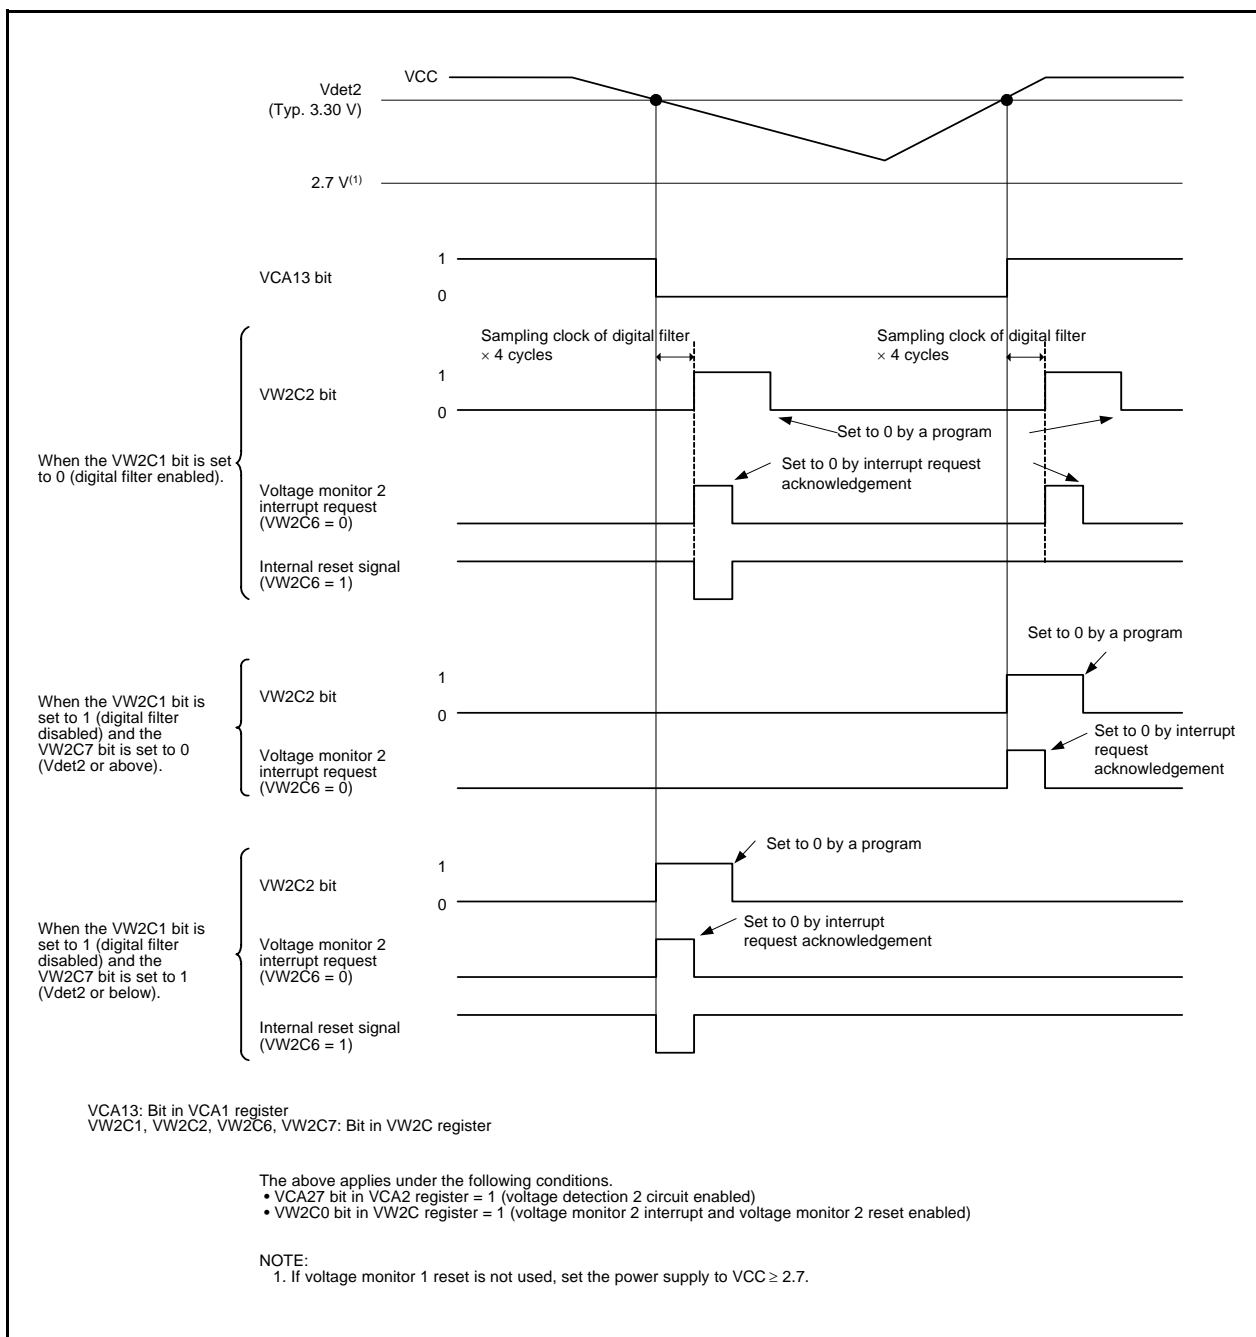 VCC
Vdet2
(Typ. 3.30 V)
2.7 V(1)
1
VCA13 bit
0
Sampling clock of digital filter
× 4 cycles
Sampling clock of digital filter
× 4 cycles
1
VW2C2 bit
0
Set to 0 by a program
When the VW2C1 bit is set
to 0 (digital filter enabled).
Set to 0 by interrupt request
acknowledgement
Voltage monitor 2
interrupt request
(VW2C6 = 0)
Internal reset signal
(VW2C6 = 1)
Set to 0 by a program
When the VW2C1 bit is
set to 1 (digital filter
disabled) and the
VW2C7 bit is set to 0
(Vdet2 or above).
1
VW2C2 bit
0
Set to 0 by interrupt
request
acknowledgement
Voltage monitor 2
interrupt request
(VW2C6 = 0)
Set to 0 by a program
1
VW2C2 bit
0
When the VW2C1 bit is
set to 1 (digital filter
disabled) and the
VW2C7 bit is set to 1
(Vdet2 or below).
Set to 0 by interrupt
request acknowledgement
Voltage monitor 2
interrupt request
(VW2C6 = 0)
Internal reset signal
(VW2C6 = 1)
VCA13: Bit in VCA1 register
VW2C1, VW2C2, VW2C6, VW2C7: Bit in VW2C register
The above applies under the following conditions.
• VCA27 bit in VCA2 register = 1 (voltage detection 2 circuit enabled)
• VW2C0 bit in VW2C register = 1 (voltage monitor 2 interrupt and voltage monitor 2 reset enabled)
NOTE:
1. If voltage monitor 1 reset is not used, set the power supply to VCC ≥ 2.7.